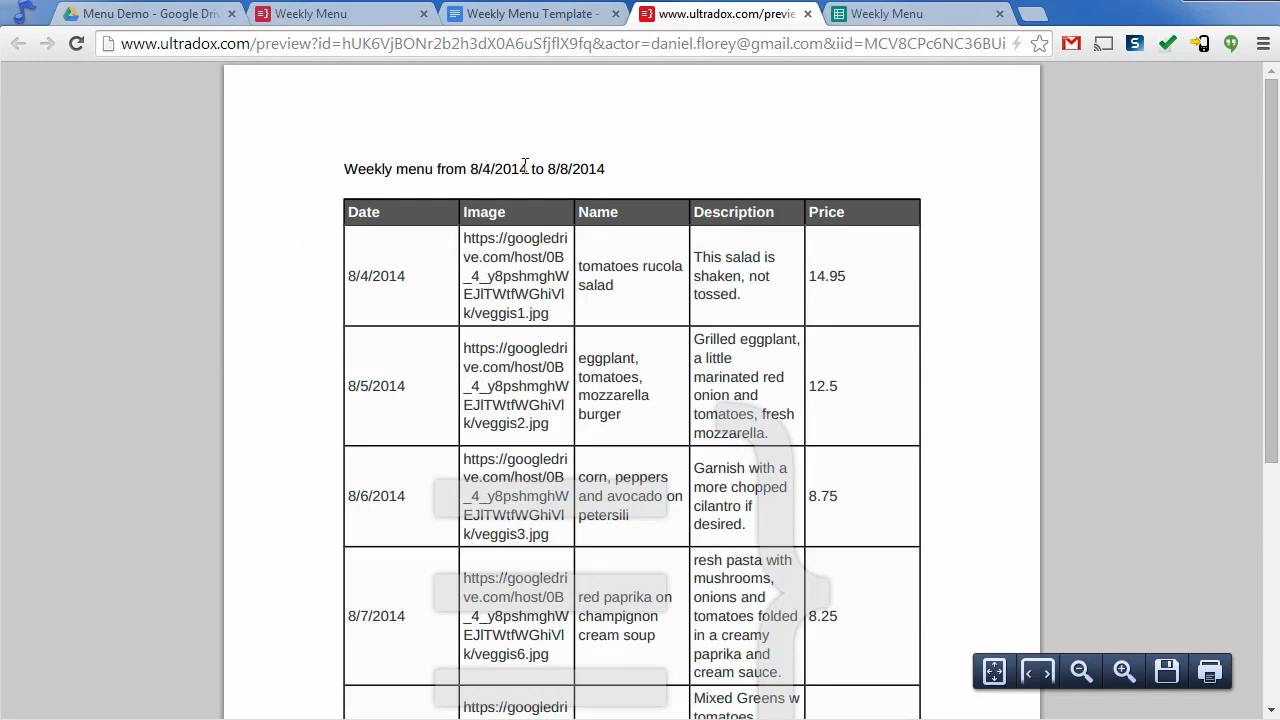 Menu Demo - Google Driv
Weekly Menu
Weekly Menu Template -
www.ultradox.com/previe
Weekly Menu
www.ultradox.com/preview?id=hUK6VjBONr2b2h3dX0A6uSfjflX9fq&actor=daniel.florey@gmail.com&iid=MCV8CPc6NC36BUi
Weekly menu from 8/4/2014 to 8/8/2014
Date Image Name Description Price
8/4/2014
https://googledri
ve.com/host/0B
_4_y8pshmghW
EJlTWtfWGhiVl
k/veggis1.jpg
tomatoes rucola
salad
This salad is
shaken, not
tossed.
14.95
8/5/2014
https://googledri
ve.com/host/0B
_4_y8pshmghW
EJlTWtfWGhiVl
k/veggis2.jpg
eggplant,
tomatoes,
mozzarella
burger
Grilled eggplant,
a little
marinated red
onion and
tomatoes, fresh
mozzarella.
12.5
8/6/2014
https://googledri
ve.com/host/0B
_4_y8pshmghW
EJlTWtfWGhiVl
k/veggis3.jpg
corn, peppers
and avocado on
petersili
Garnish with a
more chopped
cilantro if
desired.
8.75
8/7/2014
https://googledri
ve.com/host/0B
_4_y8pshmghW
EJlTWtfWGhiVl
k/veggis6.jpg
red paprika on
champignon
cream soup
resh pasta with
mushrooms,
onions and
tomatoes folded
in a creamy
paprika and
cream sauce.
8.25
https://googledri
Mixed Greens w
tomatoes